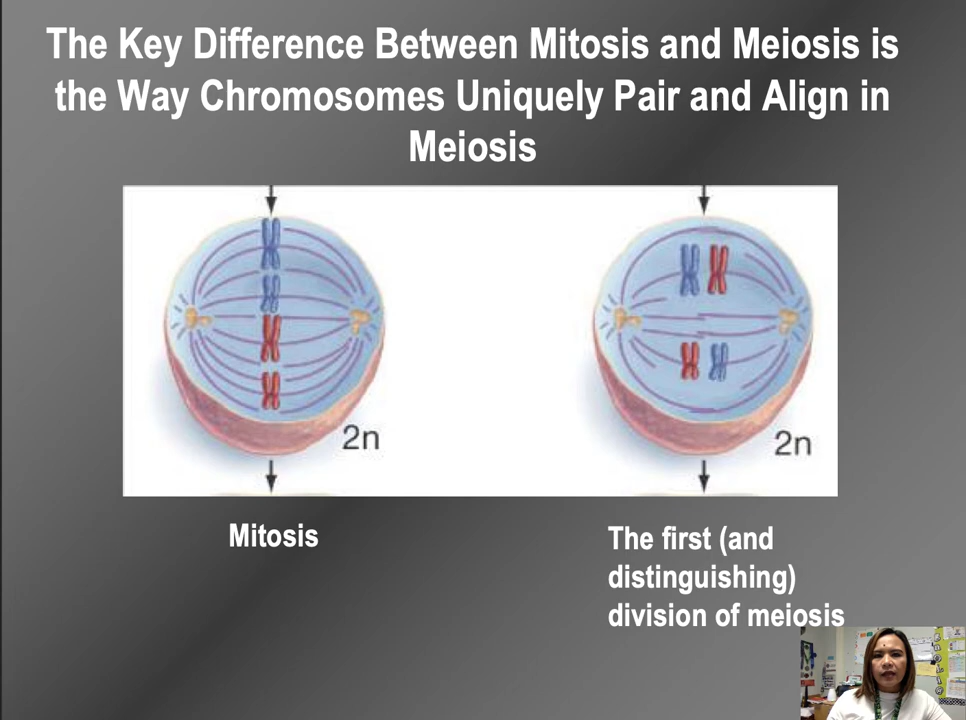 The Key Difference Between Mitosis and Meiosis is
the Way Chromosomes Uniquely Pair and Align in
Meiosis
2n
2n
Mitosis
The first (and
distinguishing)
division of meiosis